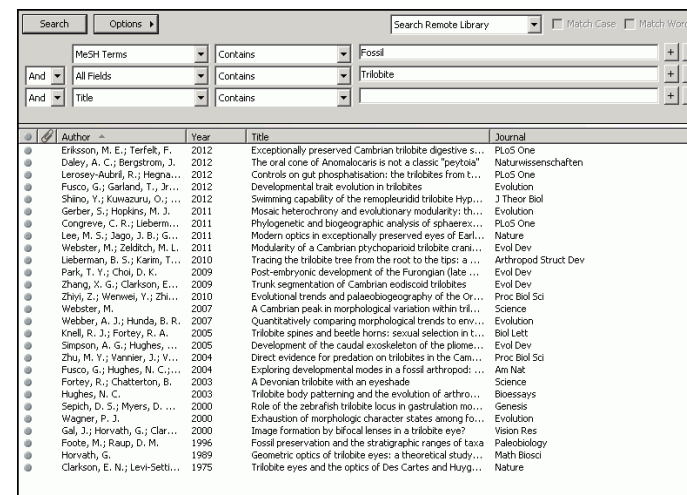 Search Options Search Remote Library Match Case Match Word
MeSH Terms Contains Fossil +
And All Fields Contains Trilobite +
And Title Contains +
Author Year Title Journal
Eriksson, M. E.; Terfelt, F. 2012 Exceptionally preserved Cambrian trilobite digestive s... PLoS One
Daley, A. C.; Bergstrom, J. 2012 The oral cone of Anomalocaris is not a classic "peytoia" Naturwissenschaften
Lerosey-Aubril, R.; Hegna... 2012 Controls on gut phosphatisation: the trilobites from t... PLoS One
Fusco, G.; Garland, T., Jr... 2012 Developmental trait evolution in trilobites Evolution
Shiino, Y.; Kuwazuru, O.; ... 2012 Swimming capability of the remopleuridid trilobite Hyp... J Theor Biol
Gerber, S.; Hopkins, M. J. 2011 Mosaic heterochrony and evolutionary modularity: th... Evolution
Congreve, C. R.; Lieberm... 2011 Phylogenetic and biogeographic analysis of sphaerex... PLoS One
Lee, M. S.; Jago, J. B.; G... 2011 Modern optics in exceptionally preserved eyes of Earl... Nature
Webster, M.; Zelditch, M. L. 2011 Modularity of a Cambrian ptychoparioid trilobite crani... Evol Dev
Lieberman, B. S.; Karim, T... 2010 Tracing the trilobite tree from the root to the tips: a ... Arthropod Struct Dev
Park, T. Y.; Choi, D. K. 2009 Post-embryonic development of the Furongian (late ... Evol Dev
Zhang, X. G.; Clarkson, E... 2009 Trunk segmentation of Cambrian eodiscoid trilobites Evol Dev
Zhiyi, Z.; Wenwei, Y.; Zhi... 2010 Evolutional trends and palaeobiogeography of the Or... Proc Biol Sci
Webster, M. 2007 A Cambrian peak in morphological variation within tril... Science
Webber, A. J.; Hunda, B. R. 2007 Quantitatively comparing morphological trends to env... Evolution
Knell, R. J.; Fortey, R. A. 2005 Trilobite spines and beetle horns: sexual selection in t... Biol Lett
Simpson, A. G.; Hughes, ... 2005 Development of the caudal exoskeleton of the pliome... Evol Dev
Zhu, M. Y.; Vannier, J.; V... 2004 Direct evidence for predation on trilobites in the Cam... Proc Biol Sci
Fusco, G.; Hughes, N. C.;... 2004 Exploring developmental modes in a fossil arthropod: ... Am Nat
Fortey, R.; Chatterton, B. 2003 A Devonian trilobite with an eyeshade Science
Hughes, N. C. 2003 Trilobite body patterning and the evolution of arthro... Bioessays
Sepich, D. S.; Myers, D. ... 2000 Role of the zebrafish trilobite locus in gastrulation mo... Genesis
Wagner, P. J. 2000 Exhaustion of morphologic character states among fo... Evolution
Gal, J.; Horvath, G.; Clar... 2000 Image formation by bifocal lenses in a trilobite eye? Vision Res
Foote, M.; Raup, D. M. 1996 Fossil preservation and the stratigraphic ranges of taxa Paleobiology
Horvath, G. 1989 Geometric optics of trilobite eyes: a theoretical study... Math Biosci
Clarkson, E. N.; Levi-Setti... 1975 Trilobite eyes and the optics of Des Cartes and Huyg... Nature